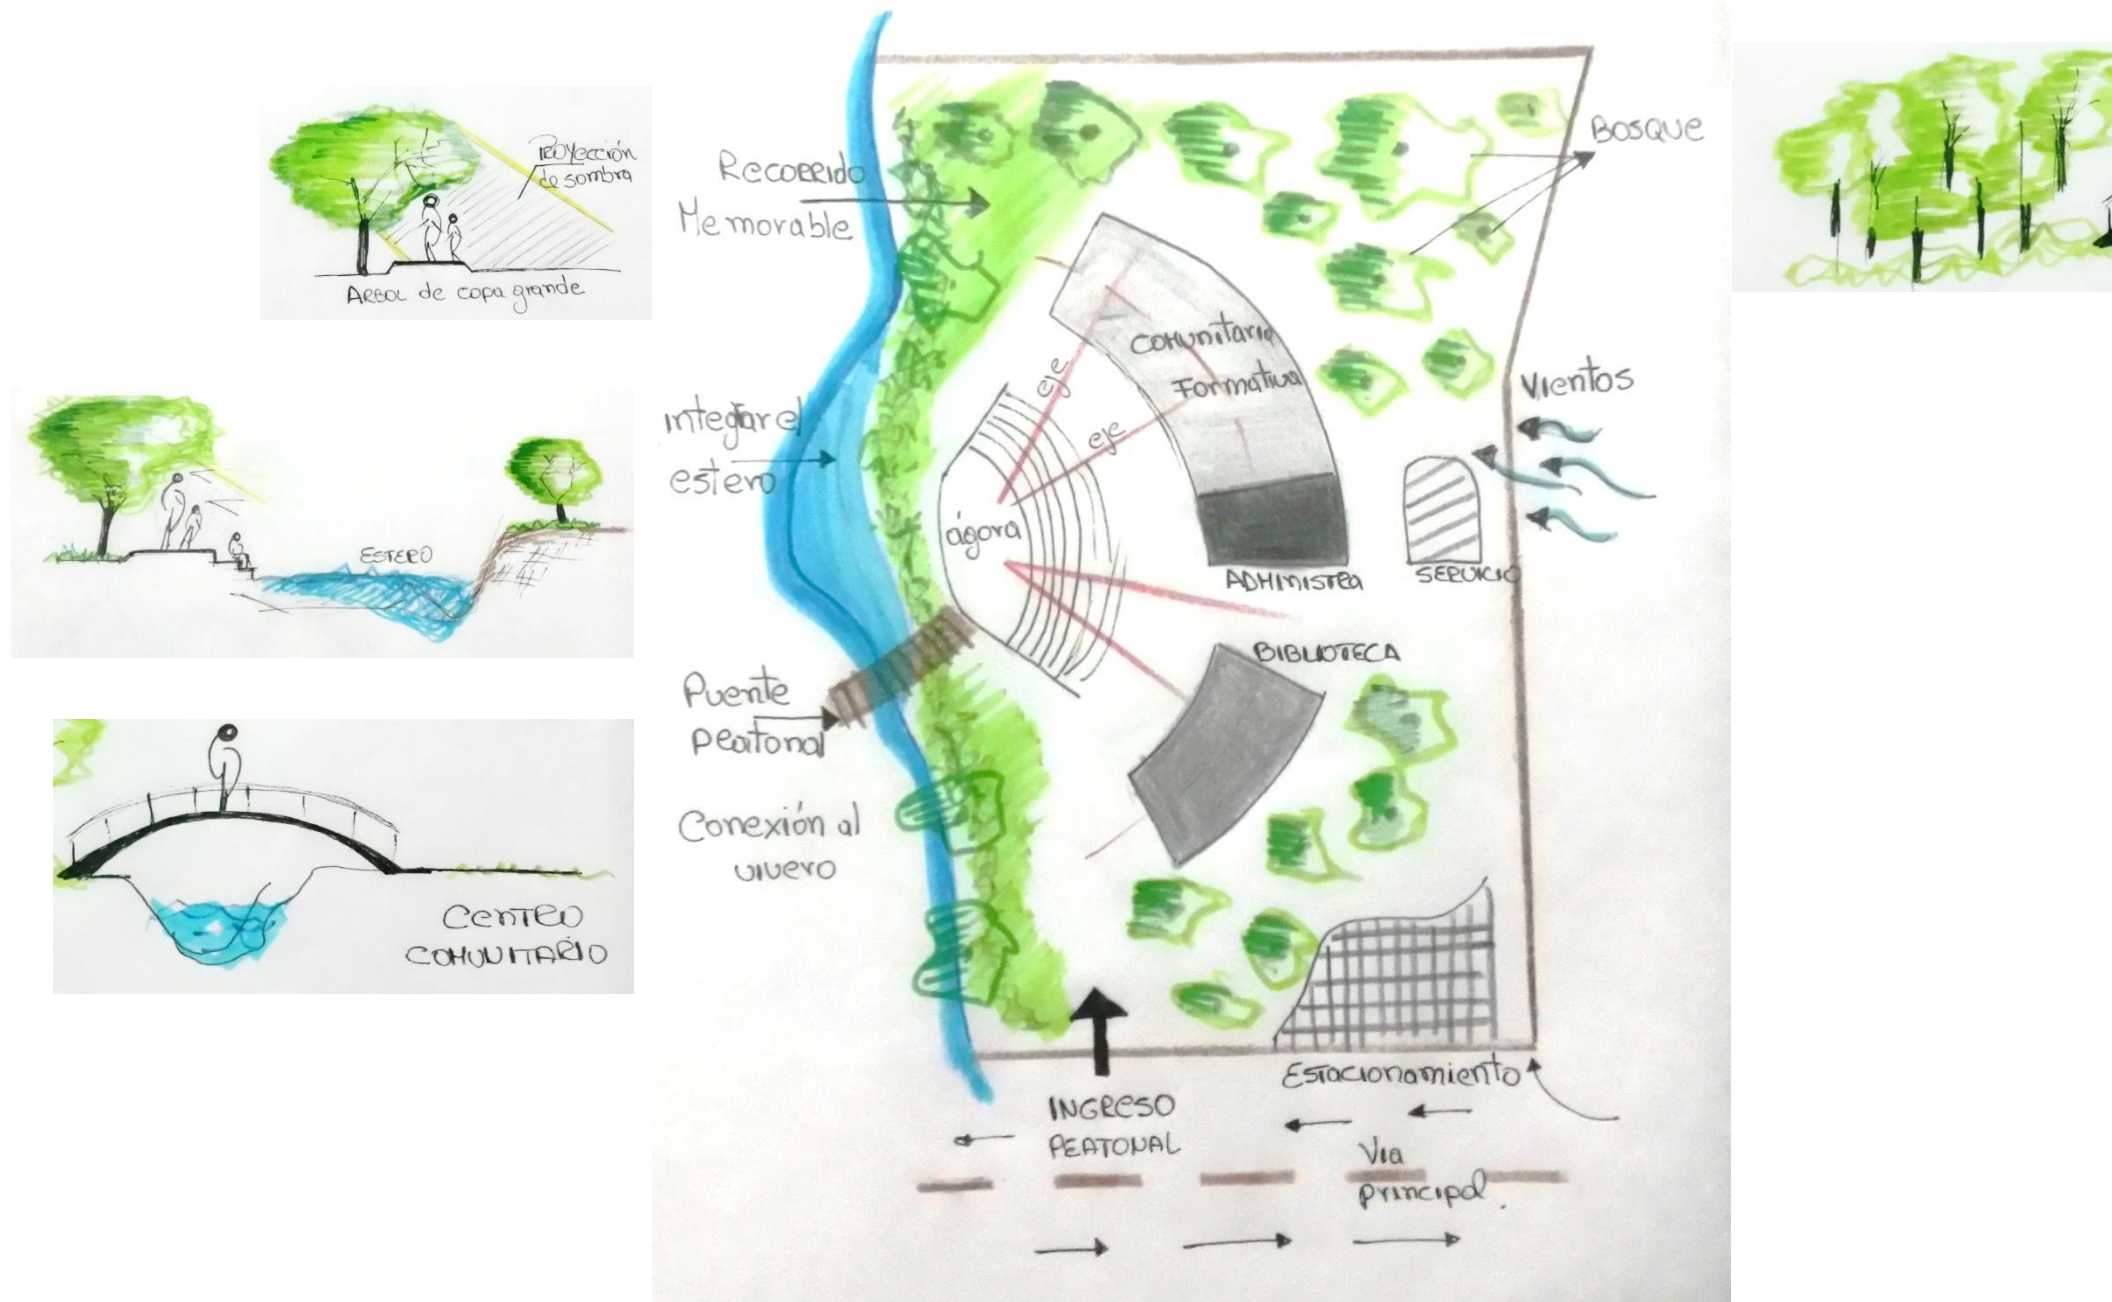 Proyección
de sombra
Arbol de copa grande
ESTERO
CENTRO
COMUNITARIO
Recorrido
Memorable
integrar el
estero
Puente
Peatonal
Conexión al
vivero
Bosque
Comunitaria
Formativa
eje
eje
ágora
Vientos
ADMINISTRA
SERVICIO
BIBLIOTECA
Estacionamiento
INGRESO
PEATONAL
Via
principal.